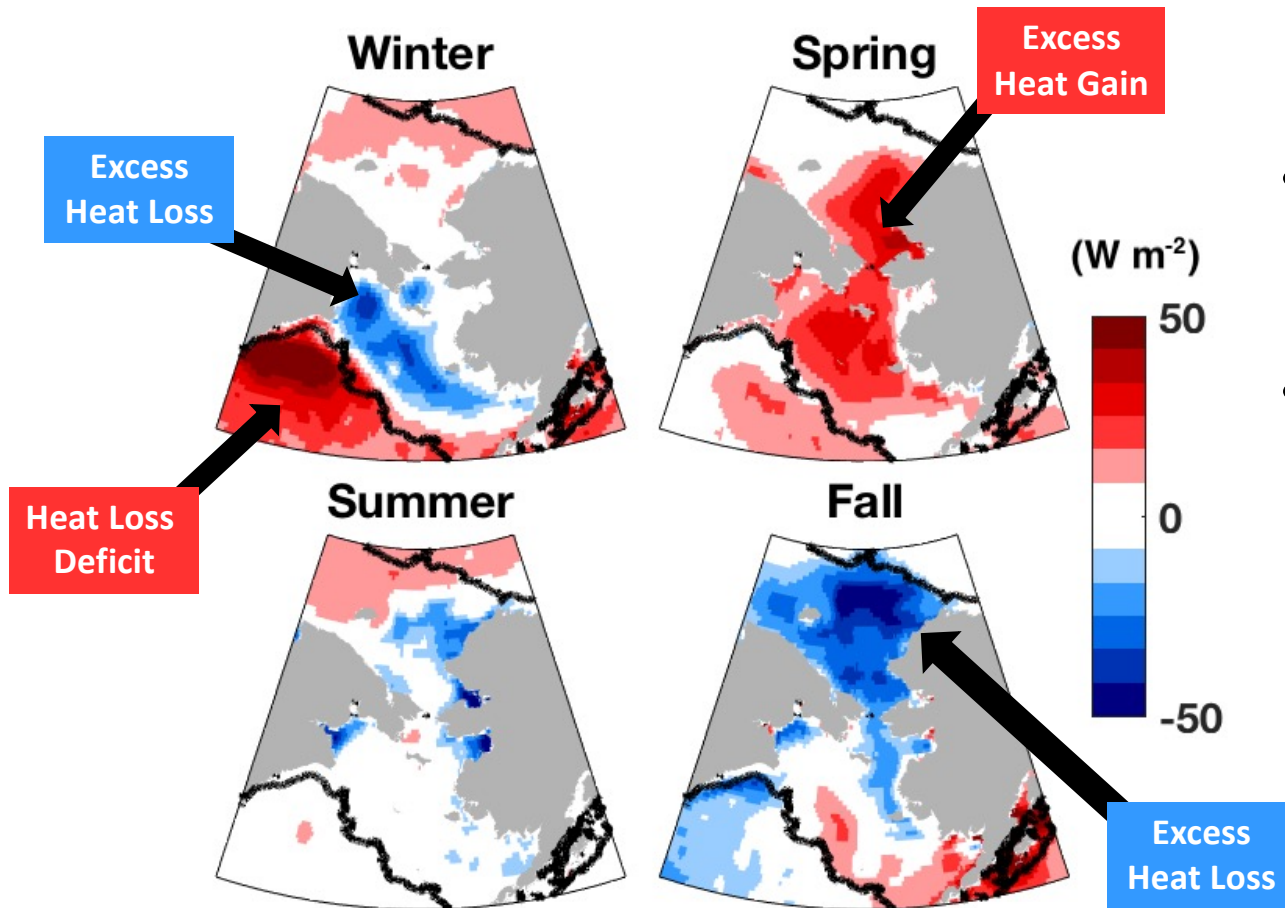 Winter
Spring
Excess
Heat Gain
Excess
Heat Loss
(W m⁻²)
50
0
-50
Heat Loss
Deficit
Summer
Fall
Excess
Heat Loss